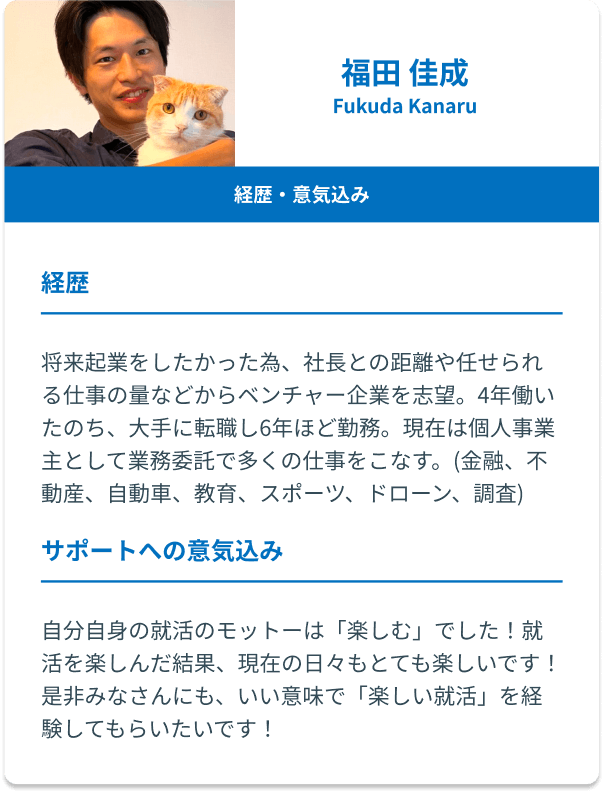 福田 佳成
Fukuda Kanaru
経歴・意気込み
経歴
将来起業をしたかった為、社長との距離や任せられ
る仕事の量などからベンチャー企業を志望。4年働い
たのち、大手に転職し6年ほど勤務。現在は個人事業
主として業務委託で多くの仕事をこなす。(金融、不
動産、自動車、教育、スポーツ、ドローン、調査)
サポートへの意気込み
自分自身の就活のモットーは「楽しむ」でした！就
活を楽しんだ結果、現在の日々もとても楽しいです！
是非みなさんにも、いい意味で「楽しい就活」を経
験してもらいたいです！